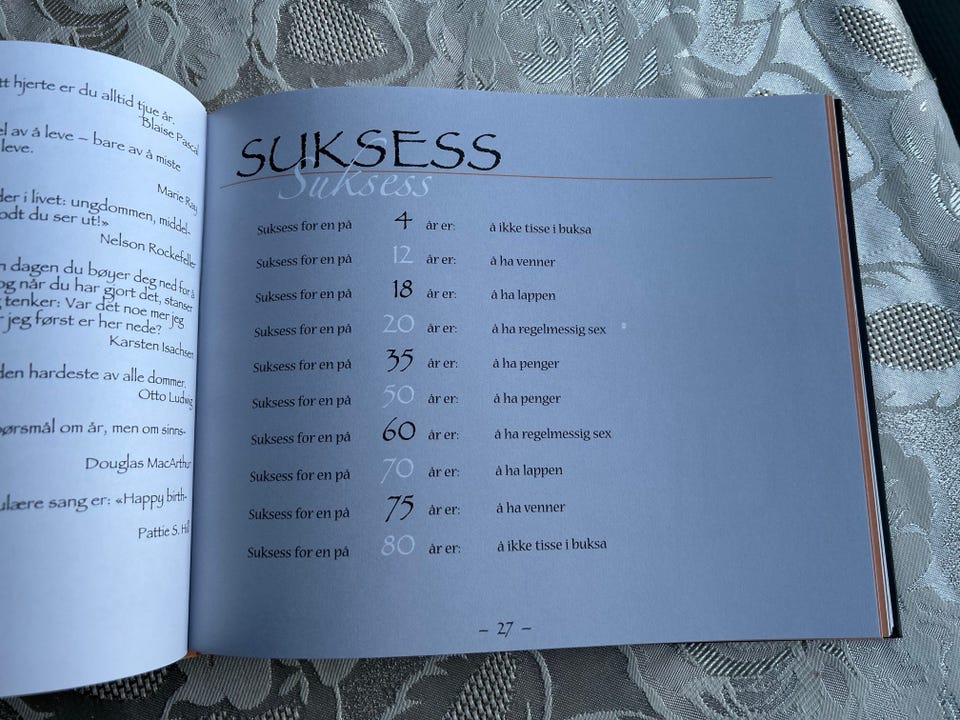 tt hjerte er du alltid tjue år.
Blaise Pascal
el av å leve – bare av å miste
leve.
Marie Ray
der i livet: ungdommen, middel-
odt du ser ut!»
Nelson Rockefeller
n dagen du bøyer deg ned for å
og når du har gjort det, stanser
g tenker: Var det noe mer jeg
r jeg først er her nede?
Karsten Isachsen
den hardeste av alle dommer.
Otto Ludwig
pørsmål om år, men om sinns-
Douglas MacArthur
ulære sang er: «Happy birth-
Pattie S. Hill
SUKSESS
Suksess
Suksess for en på 4 år er: å ikke tisse i buksa
Suksess for en på 12 år er: å ha venner
Suksess for en på 18 år er: å ha lappen
Suksess for en på 20 år er: å ha regelmessig sex
Suksess for en på 35 år er: å ha penger
Suksess for en på 50 år er: å ha penger
Suksess for en på 60 år er: å ha regelmessig sex
Suksess for en på 70 år er: å ha lappen
Suksess for en på 75 år er: å ha venner
Suksess for en på 80 år er: å ikke tisse i buksa
– 27 –